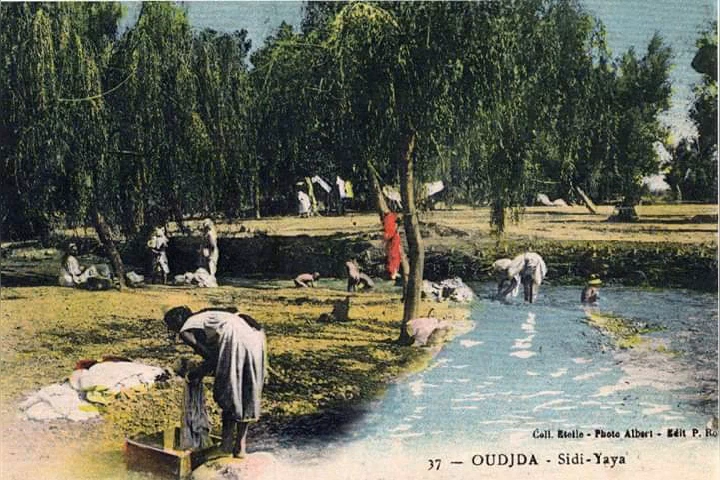 Coll. Etoile - Photo Albert - Edit P.
37 - OUDJDA - Sidi-Yaya